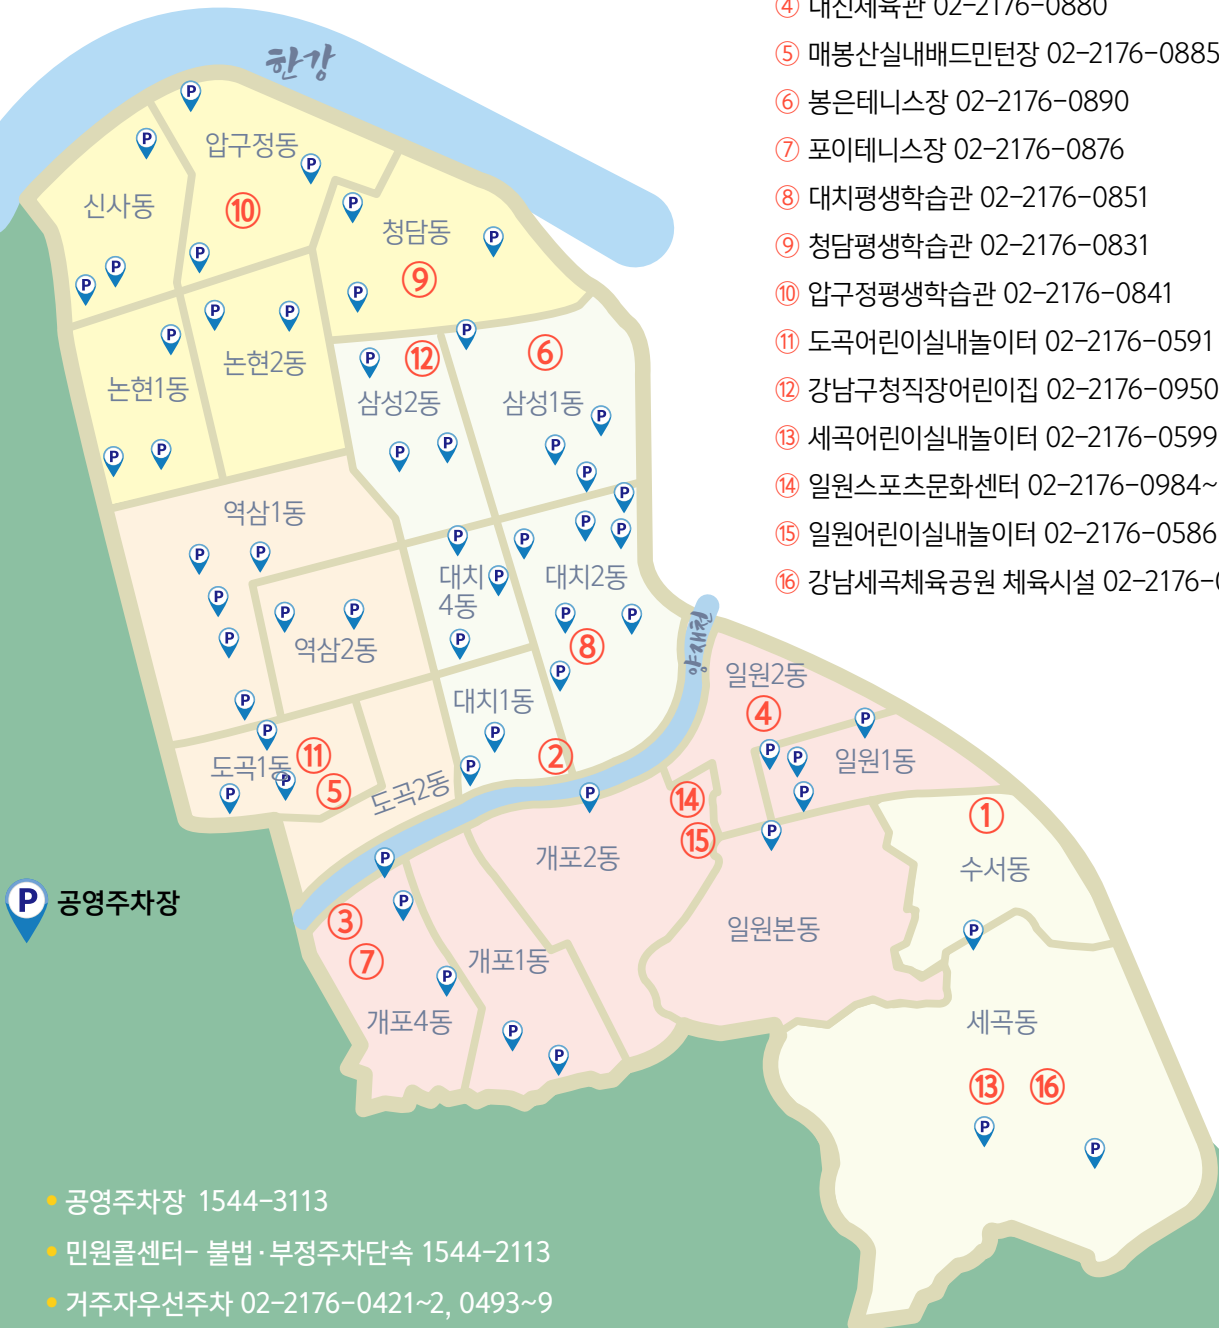 ④ 대진체육관 02-2176-0880
⑤ 매봉산실내배드민턴장 02-2176-0885
⑥ 봉은테니스장 02-2176-0890
⑦ 포이테니스장 02-2176-0876
⑧ 대치평생학습관 02-2176-0851
⑨ 청담평생학습관 02-2176-0831
⑩ 압구정평생학습관 02-2176-0841
⑪ 도곡어린이실내놀이터 02-2176-0591
⑫ 강남구청직장어린이집 02-2176-0950
⑬ 세곡어린이실내놀이터 02-2176-0599
⑭ 일원스포츠문화센터 02-2176-0984~
⑮ 일원어린이실내놀이터 02-2176-0586
⑯ 강남세곡체육공원 체육시설 02-2176-0
한강
압구정동
⑩
신사동
청담동
⑨
논현2동
논현1동
⑫
삼성2동
⑥
삼성1동
역삼1동
대치
4동
대치2동
⑧
역삼2동
양재천
일원2동
④
대치1동
②
도곡1동
⑪
⑤
도곡2동
일원1동
⑭
⑮
①
수서동
개포2동
일원본동
③
⑦
개포1동
개포4동
세곡동
⑬ ⑯
P 공영주차장
• 공영주차장 1544-3113
• 민원콜센터- 불법·부정주차단속 1544-2113
• 거주자우선주차 02-2176-0421~2, 0493~9